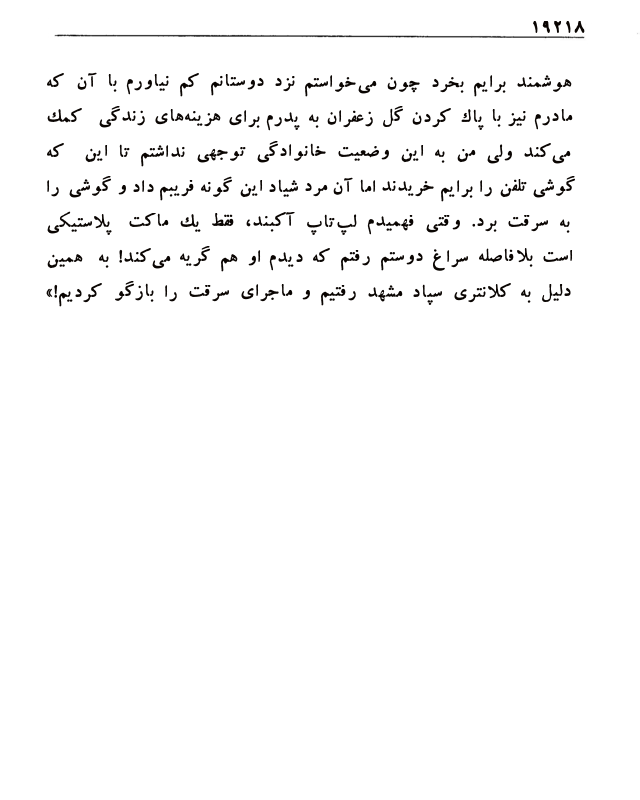 ۱۹۲۱۸
هوشمند برایم بخرد چون می‌خواستم نزد دوستانم کم نیاورم با آن که
مادرم نیز با پاك کردن گل زعفران به پدرم برای هزینه‌های زندگی کمك
می‌کند ولی من به این وضعیت خانوادگی توجهی نداشتم تا این که
گوشی تلفن را برایم خریدند اما آن مرد شیاد این گونه فریبم داد و گوشی را
به سرقت برد. وقتی فهمیدم لپ‌تاپ آکبند، فقط یك ماکت پلاستیکی
است بلافاصله سراغ دوستم رفتم که دیدم او هم گریه می‌کند! به همین
دلیل به کلانتری سپاد مشهد رفتیم و ماجرای سرقت را بازگو کردیم!»